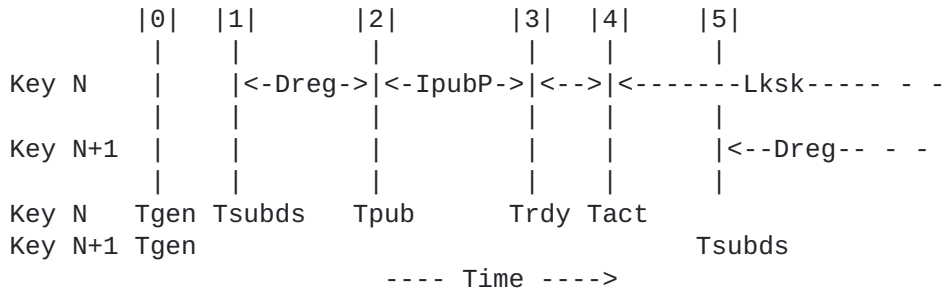 |0|  |1|      |2|         |3|  |4|    |5|
|    |        |         |    |      |
Key N     |    |<-Dreg->|<-IpubP->|<-->|<-------Lksk----- - -
|    |        |         |    |      |
Key N+1   |    |        |         |    |      |<--Dreg-- - -
|    |        |         |    |      |
Key N   Tgen Tsubds   Tpub      Trdy Tact
Key N+1 Tgen                               Tsubds
---- Time ---->